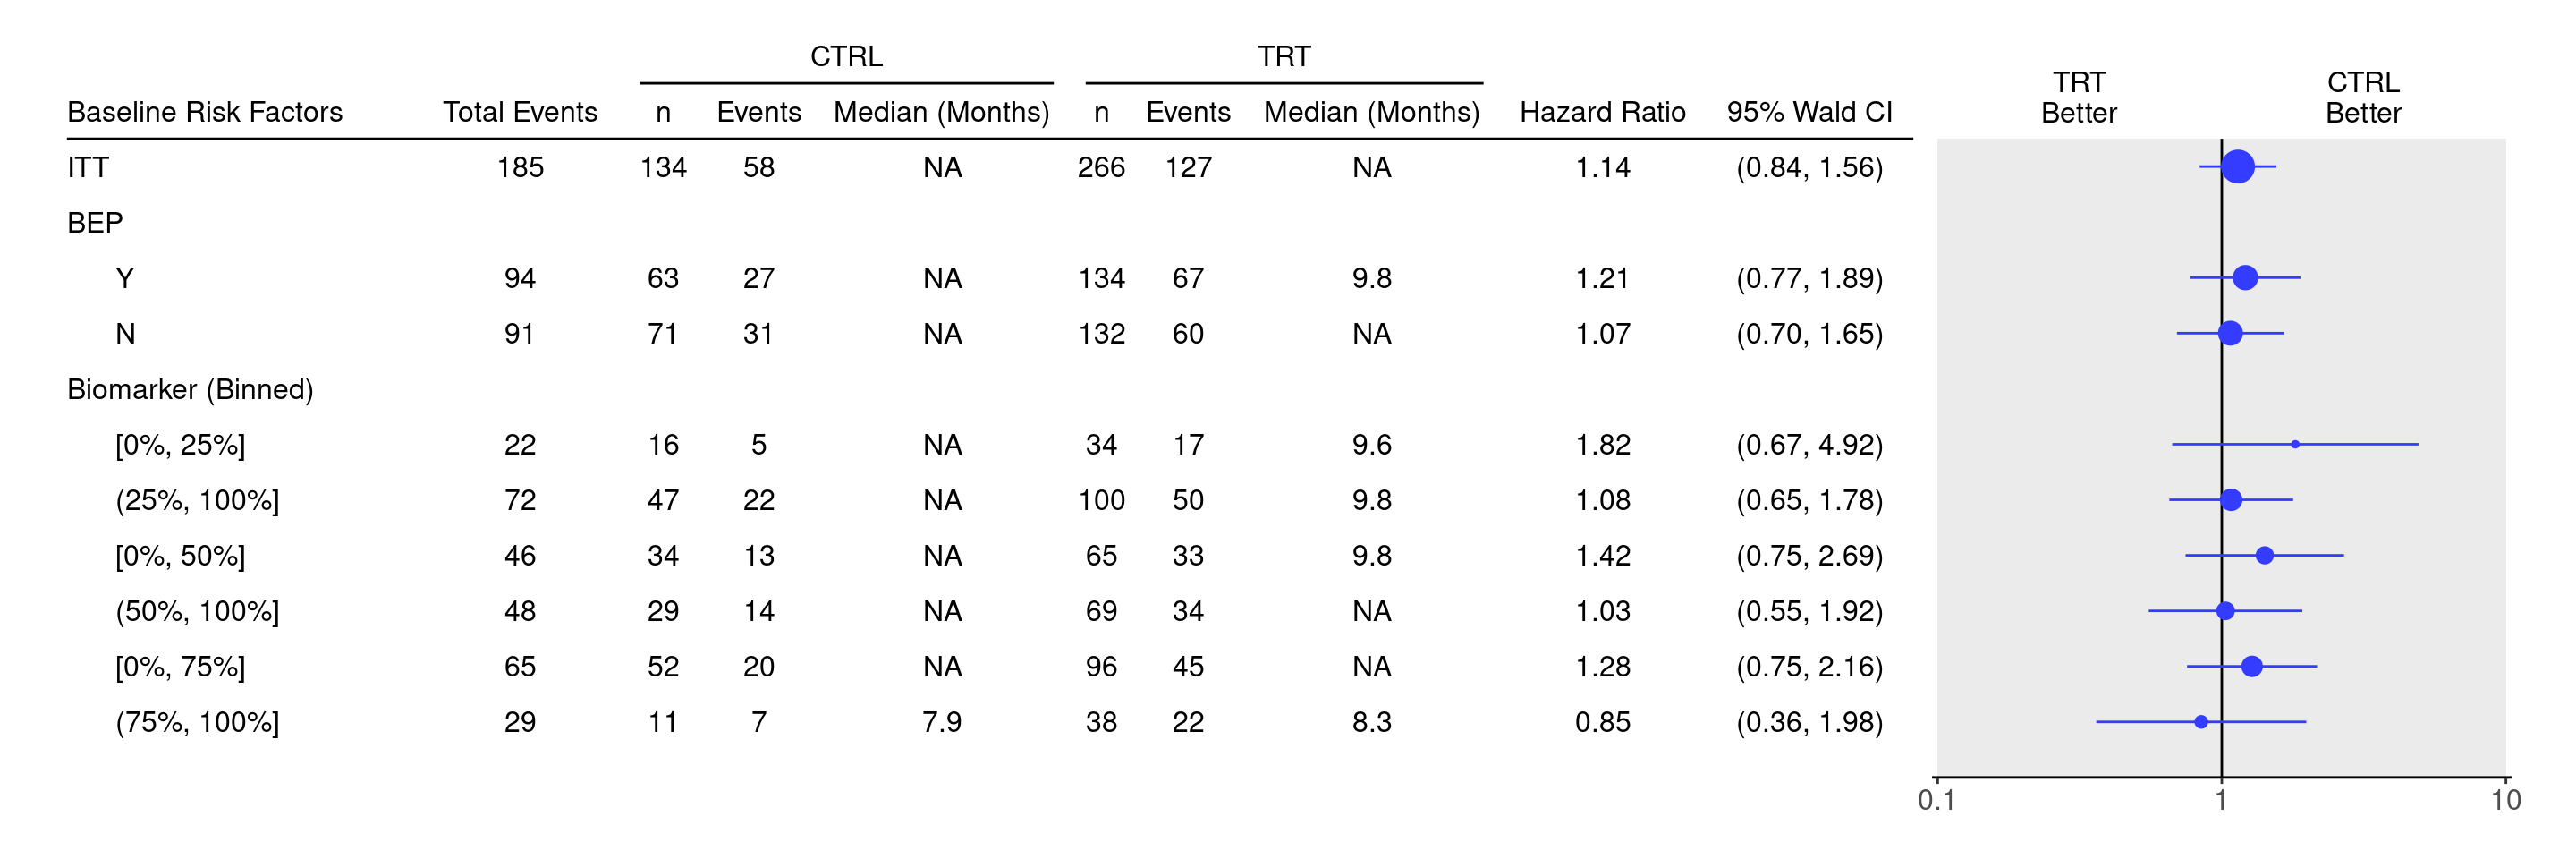 CTRL TRT
TRT CTRL
Baseline Risk Factors Total Events n Events Median (Months) n Events Median (Months) Hazard Ratio 95% Wald CI Better Better
ITT 185 134 58 NA 266 127 NA 1.14 (0.84, 1.56)
BEP
Y 94 63 27 NA 134 67 9.8 1.21 (0.77, 1.89)
N 91 71 31 NA 132 60 NA 1.07 (0.70, 1.65)
Biomarker (Binned)
[0%, 25%] 22 16 5 NA 34 17 9.6 1.82 (0.67, 4.92)
(25%, 100%] 72 47 22 NA 100 50 9.8 1.08 (0.65, 1.78)
[0%, 50%] 46 34 13 NA 65 33 9.8 1.42 (0.75, 2.69)
(50%, 100%] 48 29 14 NA 69 34 NA 1.03 (0.55, 1.92)
[0%, 75%] 65 52 20 NA 96 45 NA 1.28 (0.75, 2.16)
(75%, 100%] 29 11 7 7.9 38 22 8.3 0.85 (0.36, 1.98)
0.1 1 10